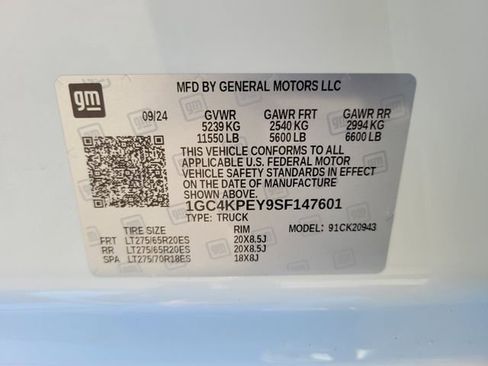 gm
MFD BY GENERAL MOTORS LLC
09/24 GVWR GAWR FRT GAWR RR
5239 KG 2540 KG 2994 KG
11550 LB 5600 LB 6600 LB
THIS VEHICLE CONFORMS TO ALL
APPLICABLE U.S. FEDERAL MOTOR
VEHICLE SAFETY STANDARDS IN EFFECT
ON THE DATE OF MANUFACTURE
SHOWN ABOVE.
1GC4KPEY9SF147601
TYPE: TRUCK
TIRE SIZE RIM MODEL: 91CK20943
FRT LT275/65R20ES 20X8.5J
RR LT275/65R20ES 20X8.5J
SPA LT275/70R18ES 18X8J